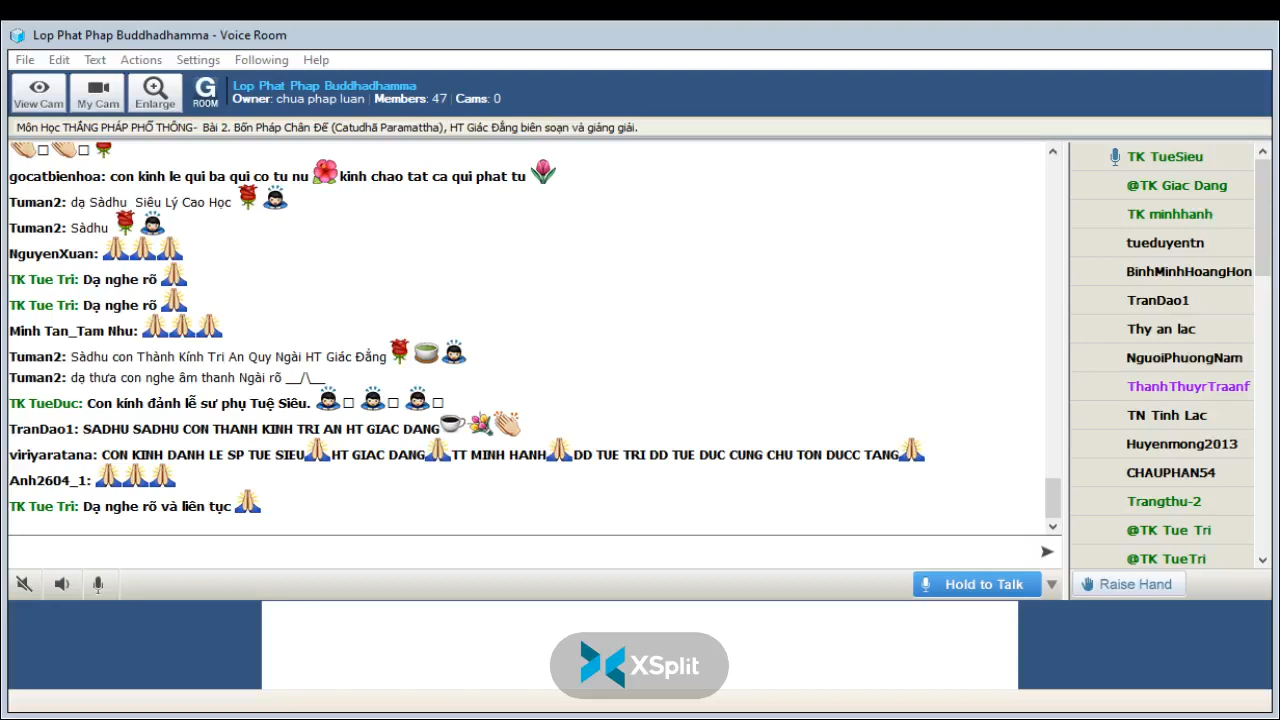 Lop Phat Phap Buddhadhamma - Voice Room
File Edit Text Actions Settings Following Help
View Cam My Cam Enlarge G ROOM
Lop Phat Phap Buddhadhamma
Owner: chua phap luan | Members: 47 | Cams: 0
Môn Học THẮNG PHÁP PHỔ THÔNG- Bài 2. Bốn Pháp Chân Đế (Catudhā Paramattha), HT Giác Đẳng biên soạn và giảng giải.
gocatbienhoa: con kinh le qui ba qui co tu nu kinh chao tat ca qui phat tu
Tuman2: dạ Sàdhu Siêu Lý Cao Học
Tuman2: Sàdhu
NguyenXuan:
TK Tue Tri: Dạ nghe rõ
TK Tue Tri: Dạ nghe rõ
Minh Tan_Tam Nhu:
Tuman2: Sàdhu con Thành Kính Tri An Quy Ngài HT Giác Đẳng
Tuman2: dạ thưa con nghe âm thanh Ngài rõ __/\__
TK TueDuc: Con kính đảnh lễ sư phụ Tuệ Siêu.
TranDao1: SADHU SADHU CON THANH KINH TRI AN HT GIAC DANG
viriyaratana: CON KINH DANH LE SP TUE SIEU HT GIAC DANG TT MINH HANH DD TUE TRI DD TUE DUC CUNG CHU TON DUCC TANG
Anh2604_1:
TK Tue Tri: Dạ nghe rõ và liên tục
TK TueSieu
@TK Giac Dang
TK minhhanh
tueduyentn
BinhMinhHoangHon
TranDao1
Thy an lac
NguoiPhuongNam
ThanhThuyrTraanf
TN Tinh Lac
Huyenmong2013
CHAUPHAN54
Trangthu-2
@TK Tue Tri
@TK TueTri
Hold to Talk
Raise Hand
XSplit